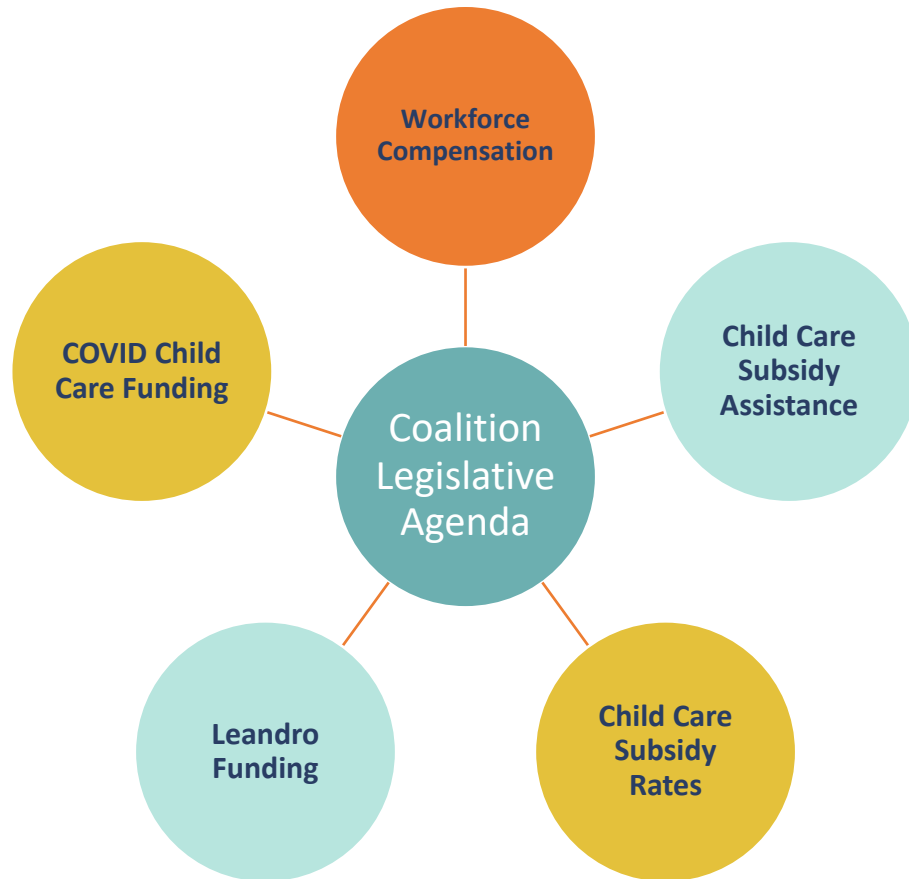 Workforce
Compensation
COVID Child
Care Funding
Child Care
Subsidy
Assistance
Coalition
Legislative
Agenda
Leandro
Funding
Child Care
Subsidy
Rates